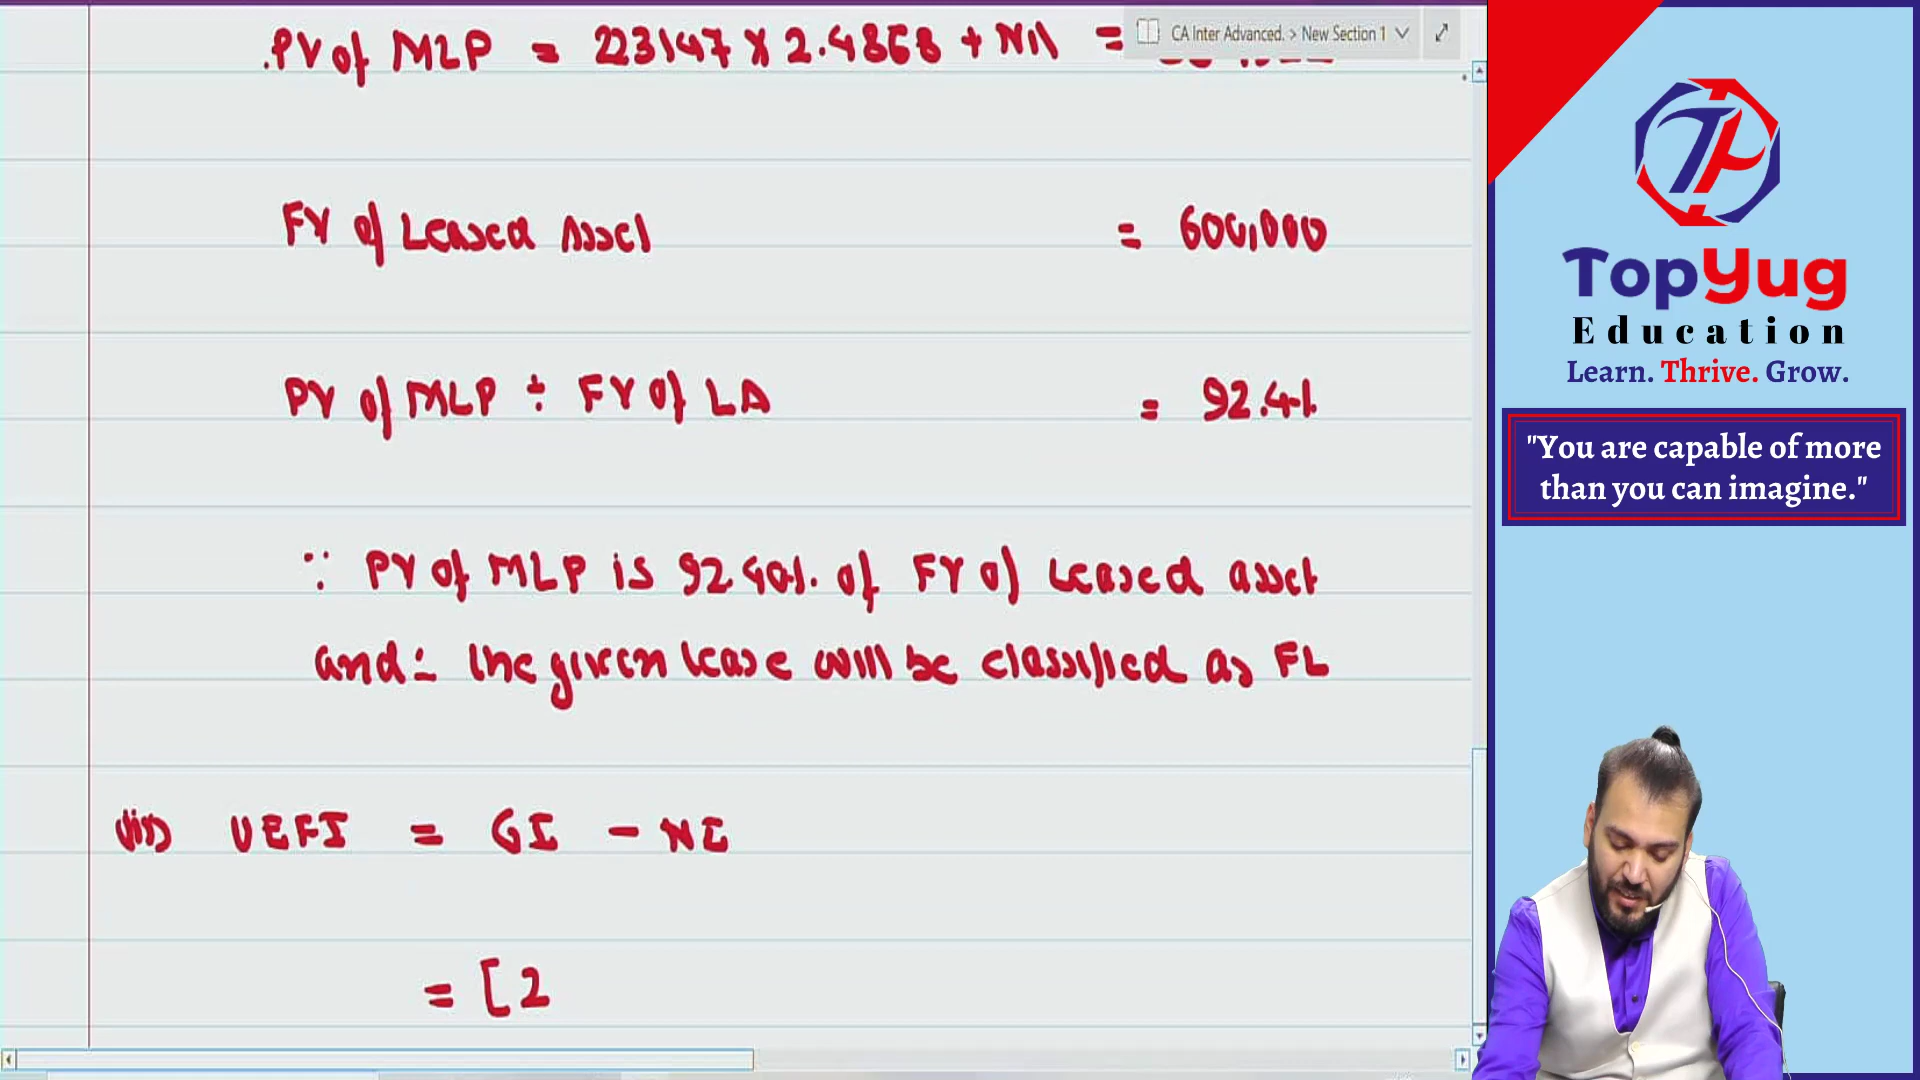 PV of MLP = 223147 X 2.4868 + Nil =
CA Inter Advanced. > New Section 1
FV of Leased Asset = 600,000
PV of MLP ÷ FV of LA = 92.4%
∵ PV of MLP is 92.40%. of FV of Leased asset
and ∴ the given lease will be classified as FL
UEFI = GI - NI
= [2
TopYug
Education
Learn. Thrive. Grow.
"You are capable of more
than you can imagine."